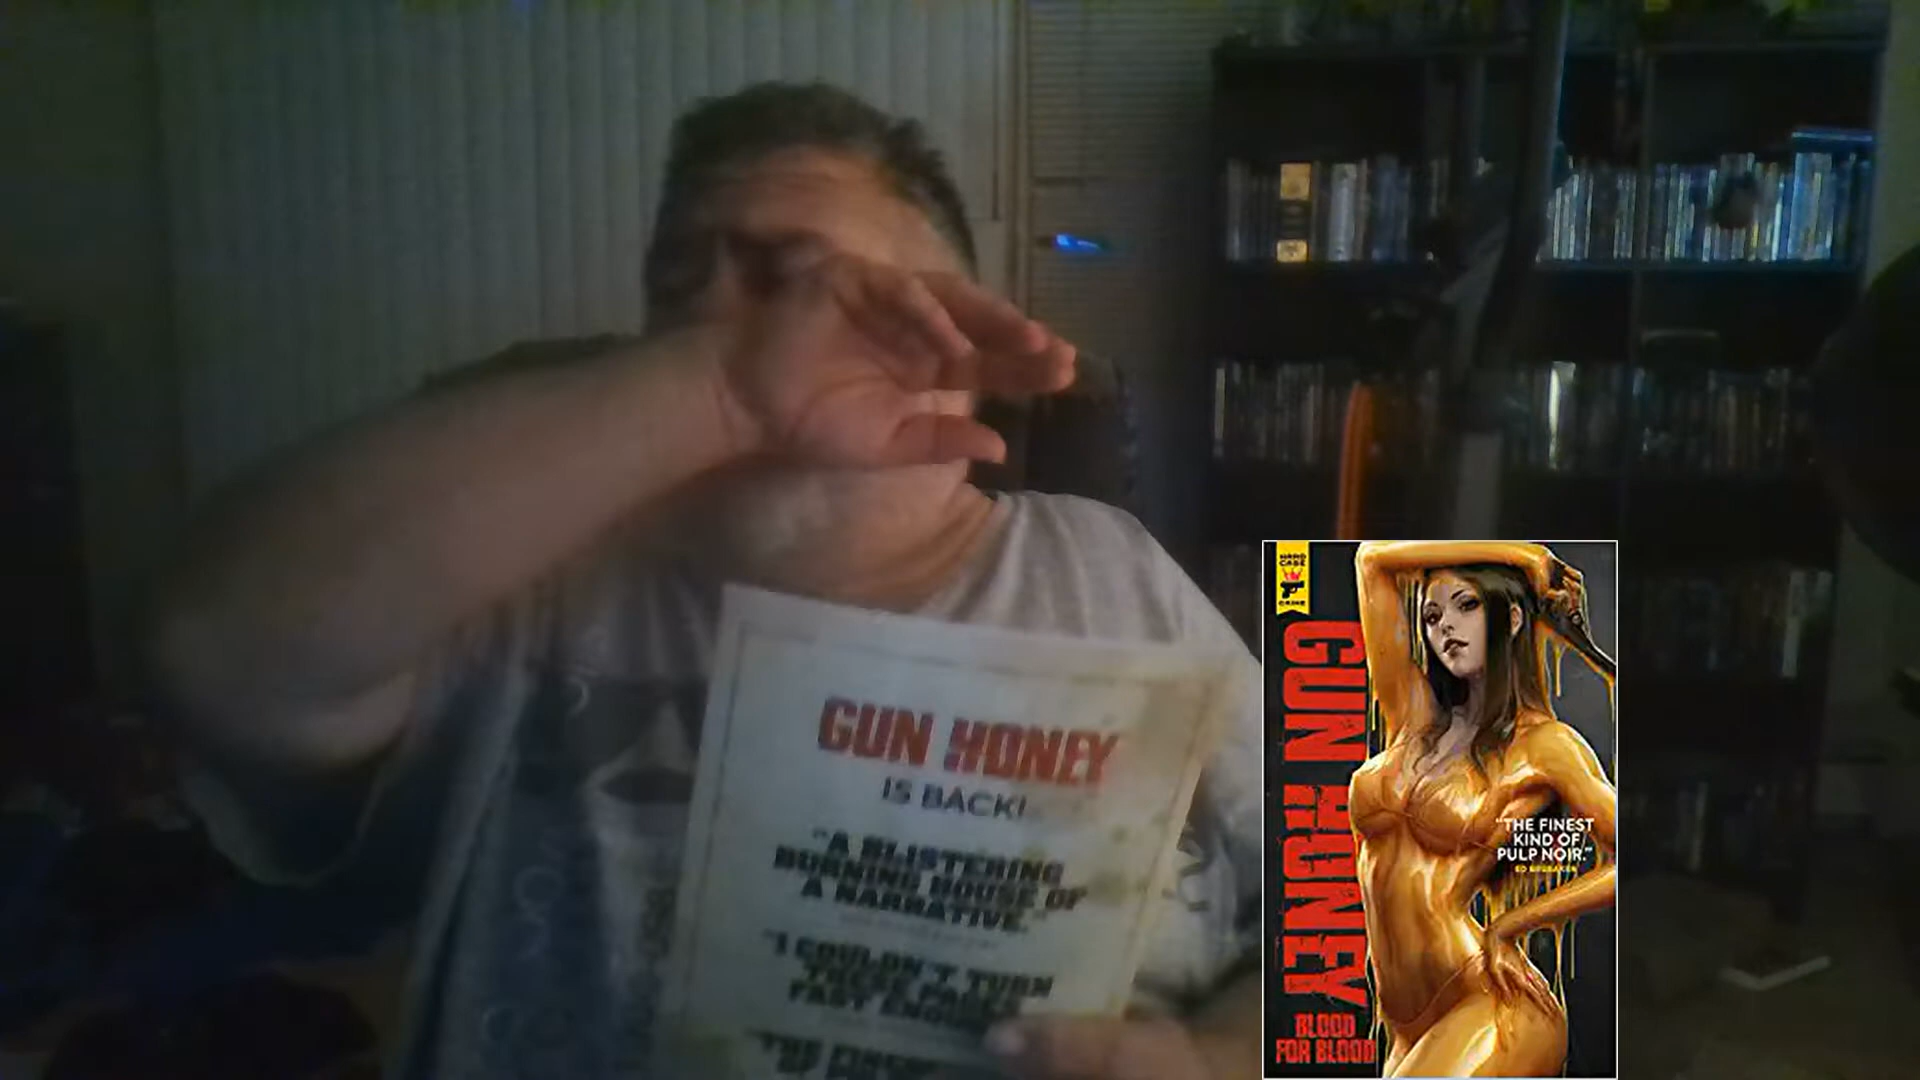 GUN HONEY
IS BACK!
"A BLISTERING
BURNING HOUSE OF
A NARRATIVE."
"I COULDN'T TURN
THESE PAGES
FAST
HARD
CASE
CRIME
GUN HONEY
"THE FINEST
KIND OF
PULP NOIR."
ED BRUBAKER
BLOOD
FOR BLOOD